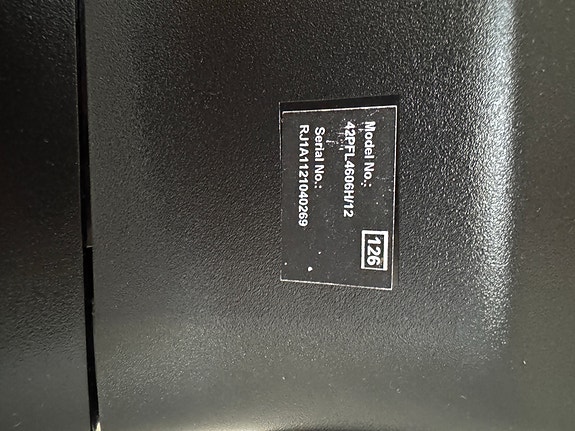 Model No.:
42PFL4606H/12
126
Serial No.:
RJ1A1121040269